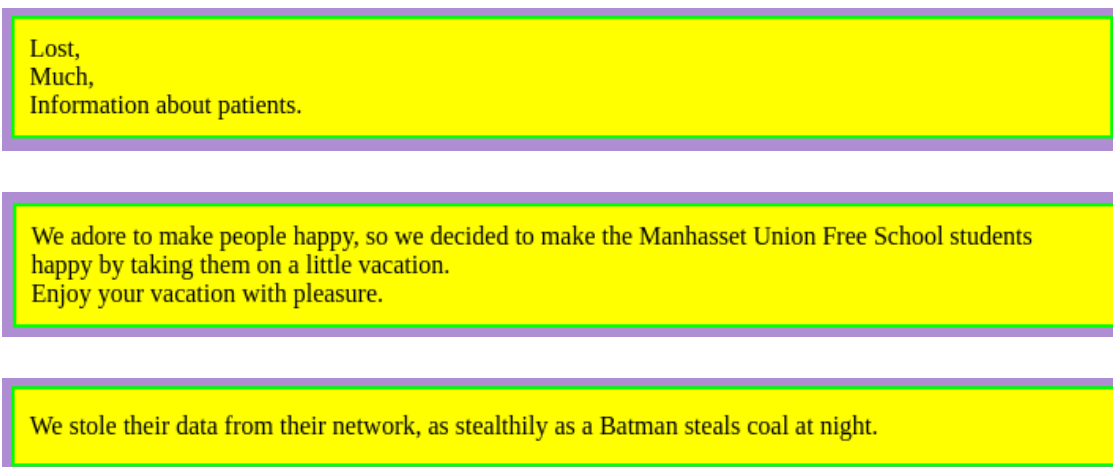 Lost,
Much,
Information about patients.
We adore to make people happy, so we decided to make the Manhasset Union Free School students
happy by taking them on a little vacation.
Enjoy your vacation with pleasure.
We stole their data from their network, as stealthily as a Batman steals coal at night.